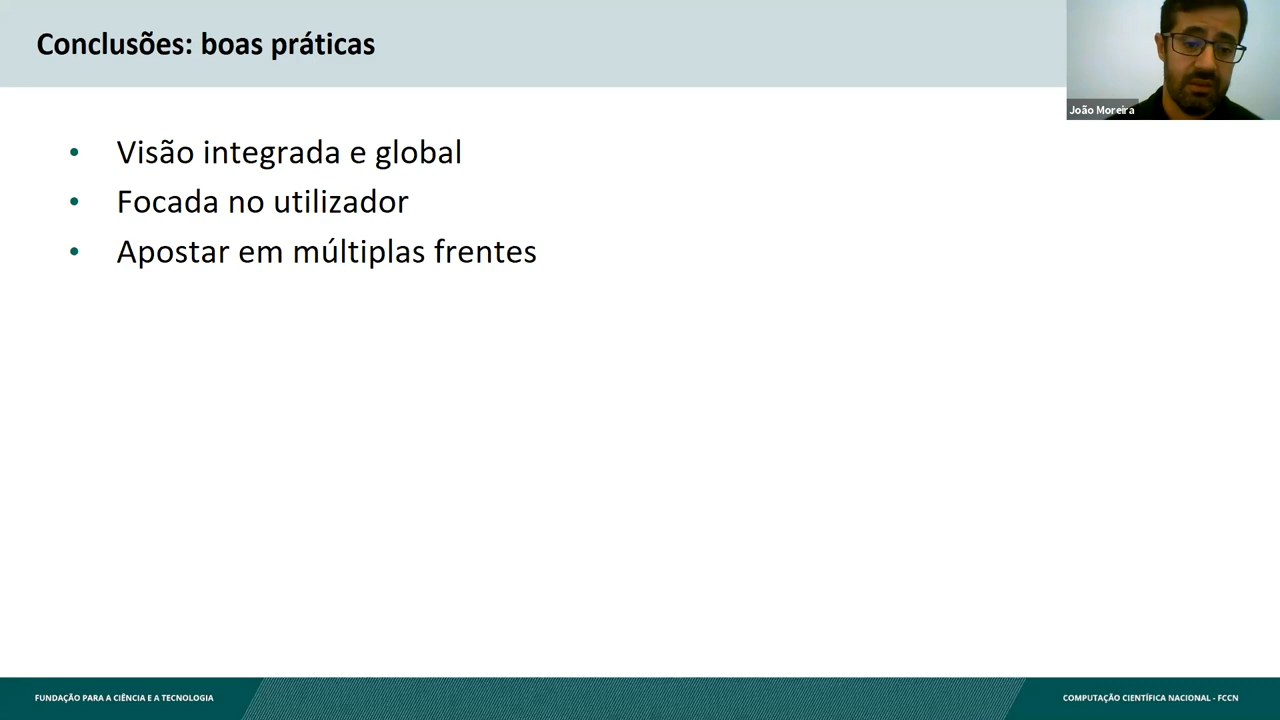 Conclusões: boas práticas
João Moreira
• Visão integrada e global
• Focada no utilizador
• Apostar em múltiplas frentes
FUNDAÇÃO PARA A CIÊNCIA E A TECNOLOGIA
COMPUTAÇÃO CIENTÍFICA NACIONAL - FCCN